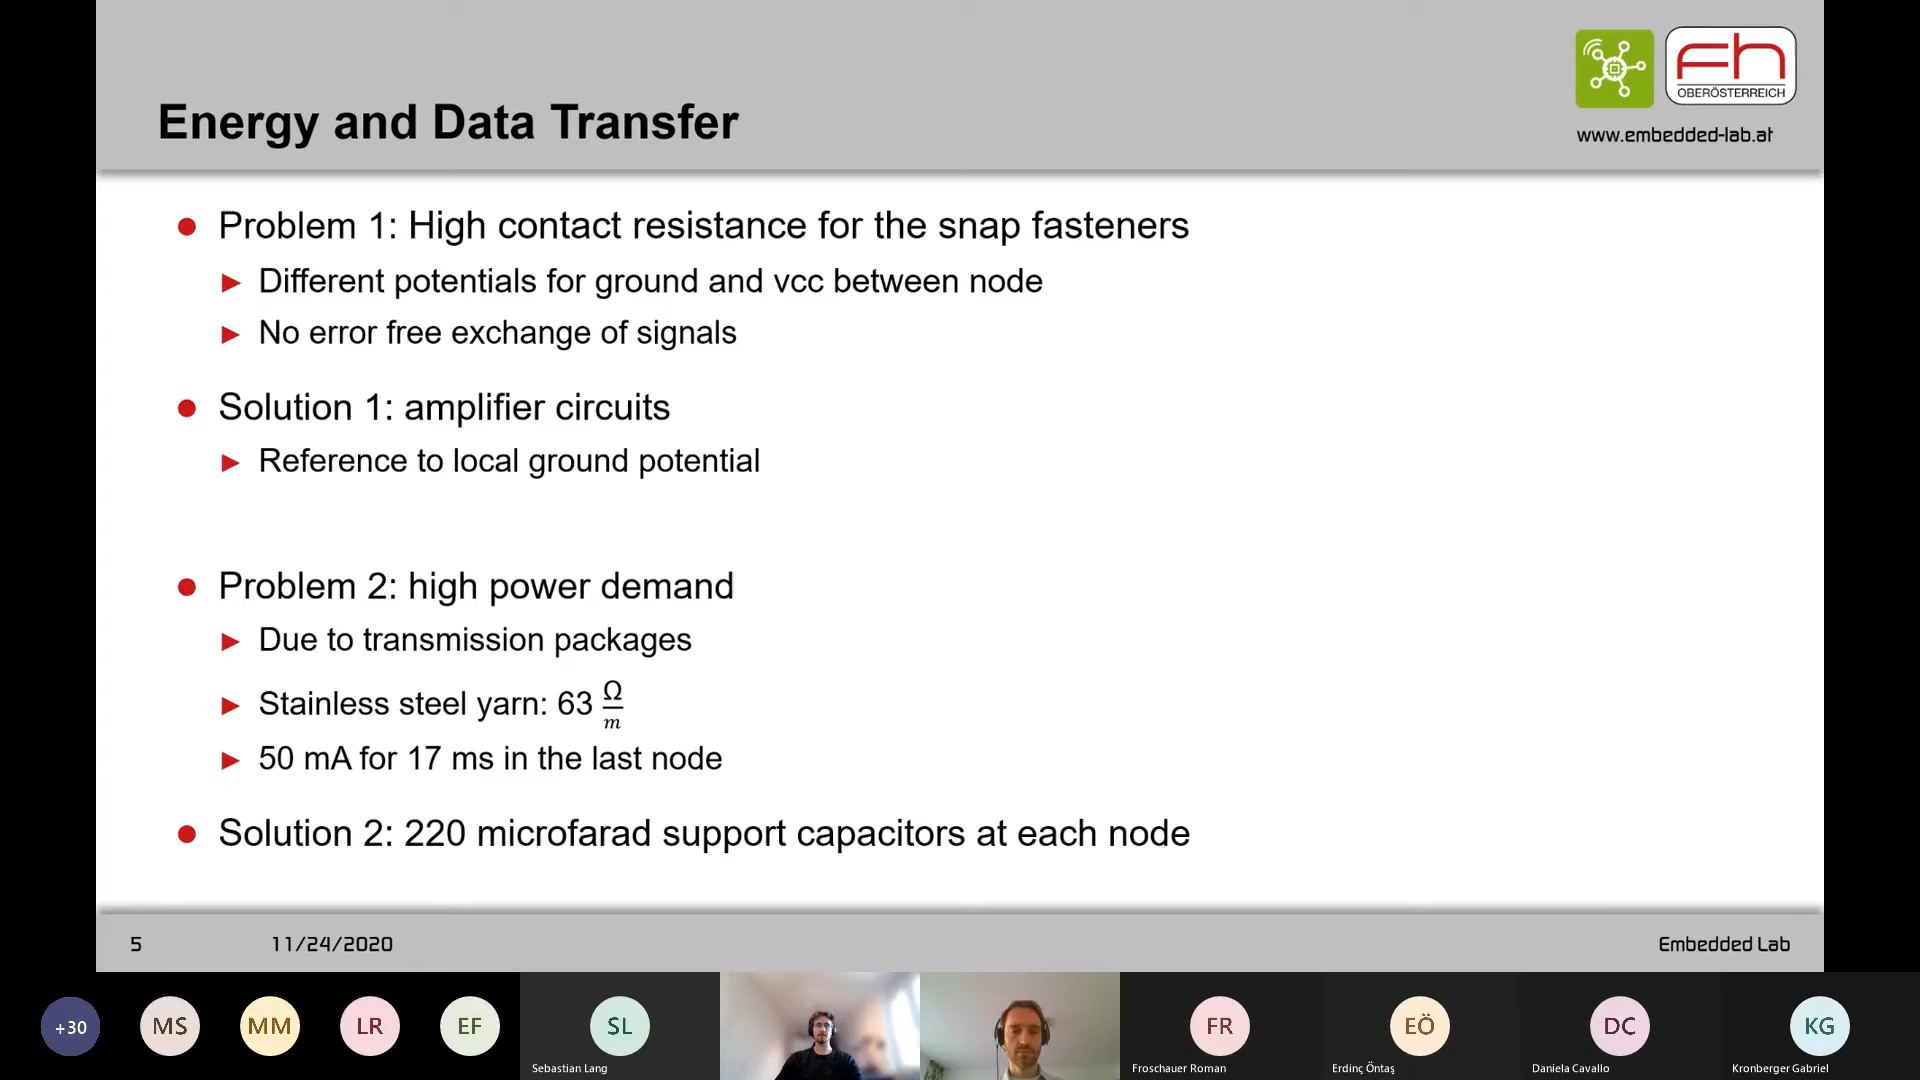 fh
OBERÖSTERREICH
www.embedded-lab.at
Energy and Data Transfer
Problem 1: High contact resistance for the snap fasteners
Different potentials for ground and vcc between node
No error free exchange of signals
Solution 1: amplifier circuits
Reference to local ground potential
Problem 2: high power demand
Due to transmission packages
Stainless steel yarn: 63 Ω/m
50 mA for 17 ms in the last node
Solution 2: 220 microfarad support capacitors at each node
5 11/24/2020 Embedded Lab
+30 MS MM LR EF SL FR EÖ DC KG
Sebastian Lang Froschauer Roman Erdinç Öntaş Daniela Cavallo Kronberger Gabriel